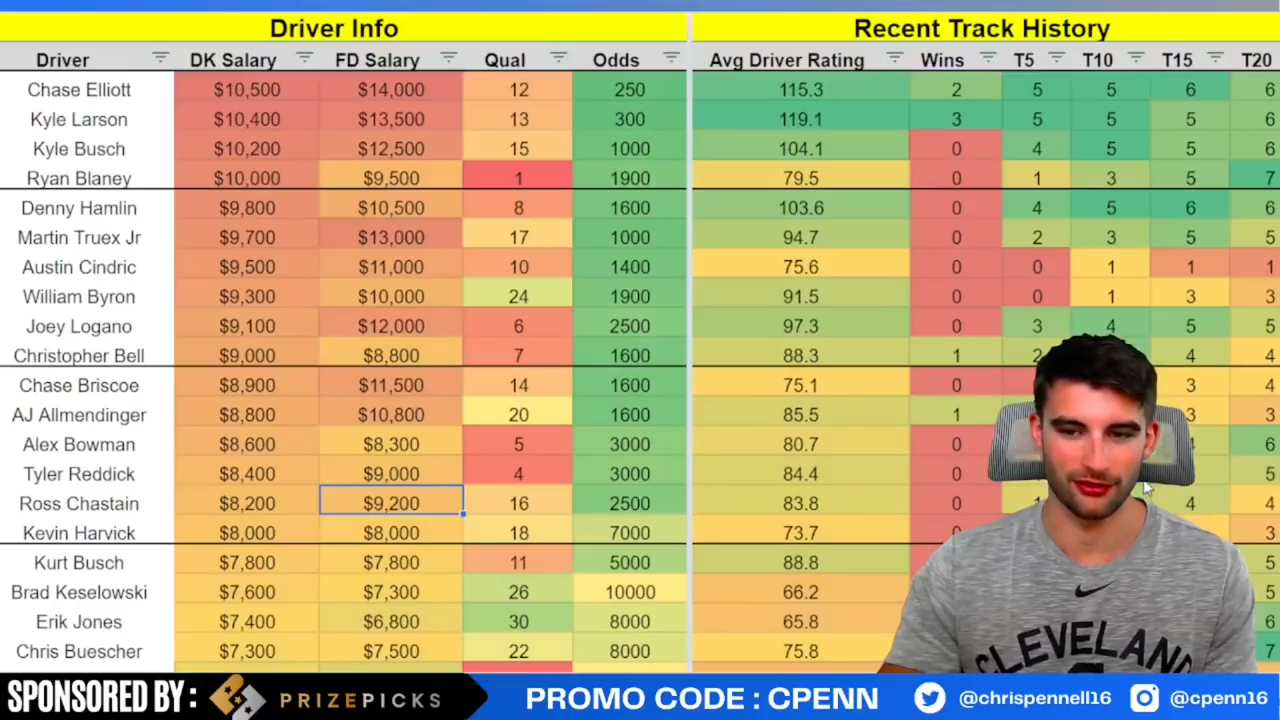 Driver Info Recent Track History
Driver DK Salary FD Salary Qual Odds Avg Driver Rating Wins T5 T10 T15 T20
Chase Elliott $10,500 $14,000 12 250 115.3 2 5 5 6 6
Kyle Larson $10,400 $13,500 13 300 119.1 3 5 5 5 6
Kyle Busch $10,200 $12,500 15 1000 104.1 0 4 5 5 6
Ryan Blaney $10,000 $9,500 1 1900 79.5 0 1 3 5 7
Denny Hamlin $9,800 $10,500 8 1600 103.6 0 4 5 6 6
Martin Truex Jr $9,700 $13,000 17 1000 94.7 0 2 3 5 5
Austin Cindric $9,500 $11,000 10 1400 75.6 0 0 1 1 1
William Byron $9,300 $10,000 24 1900 91.5 0 0 1 3 3
Joey Logano $9,100 $12,000 6 2500 97.3 0 3 4 5 5
Christopher Bell $9,000 $8,800 7 1600 88.3 1 2 4 4
Chase Briscoe $8,900 $11,500 14 1600 75.1 0 3 4
AJ Allmendinger $8,800 $10,800 20 1600 85.5 1 3 3
Alex Bowman $8,600 $8,300 5 3000 80.7 0 6
Tyler Reddick $8,400 $9,000 4 3000 84.4 0 5
Ross Chastain $8,200 $9,200 16 2500 83.8 0 4 4
Kevin Harvick $8,000 $8,000 18 7000 73.7 3
Kurt Busch $7,800 $7,800 11 5000 88.8 5
Brad Keselowski $7,600 $7,300 26 10000 66.2 5
Erik Jones $7,400 $6,800 30 8000 65.8 6
Chris Buescher $7,300 $7,500 22 8000 75.8 7
CLEVELAND
SPONSORED BY : PRIZEPICKS PROMO CODE : CPENN @chrispennell16 @cpenn16